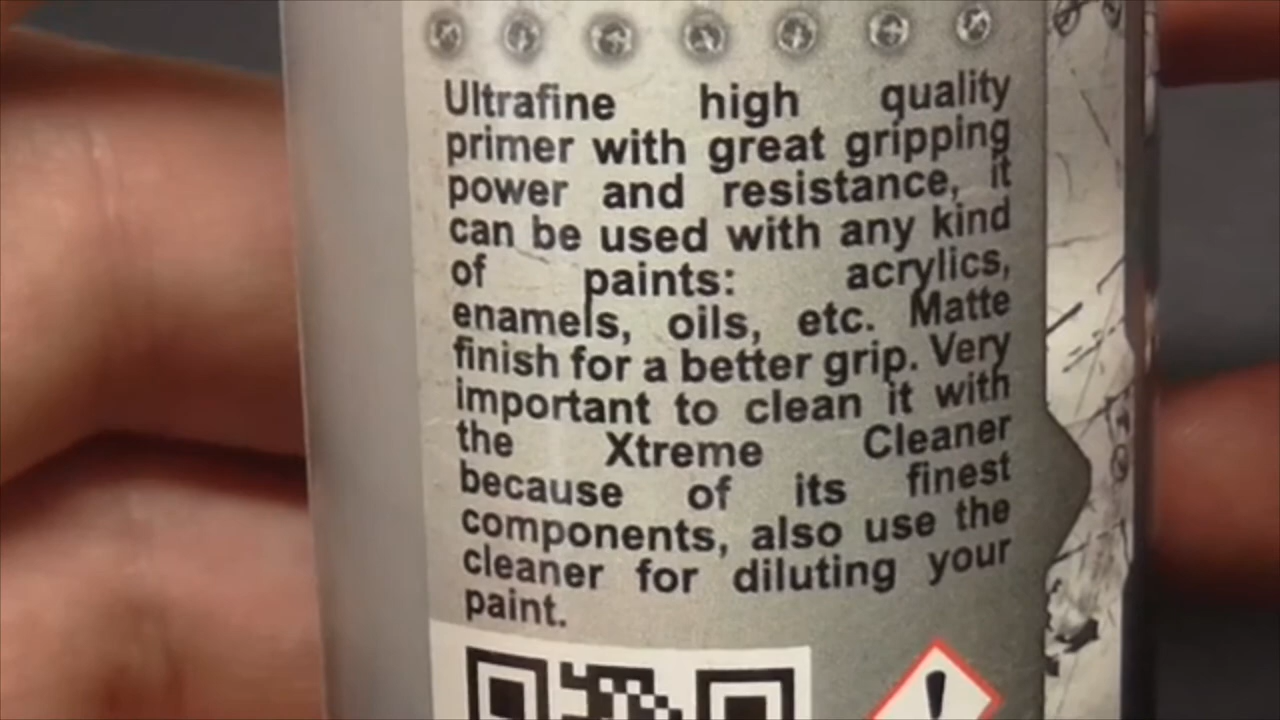 Ultrafine high quality
primer with great gripping
power and resistance, it
can be used with any kind
of paints: acrylics,
enamels, oils, etc. Matte
finish for a better grip. Very
important to clean it with
the Xtreme Cleaner
because of its finest
components, also use the
cleaner for diluting your
paint.